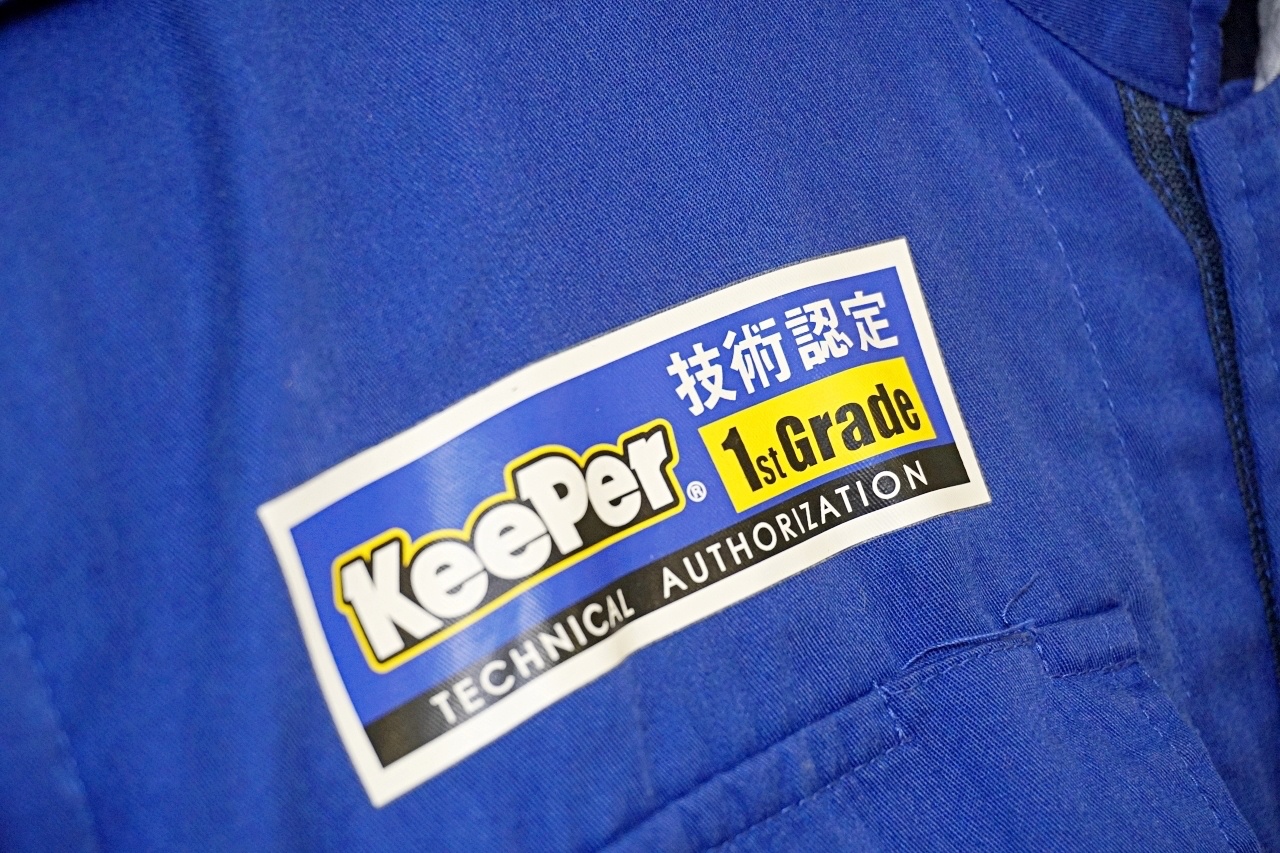 技術認定
KeePer® 1st Grade
TECHNICAL AUTHORIZATION